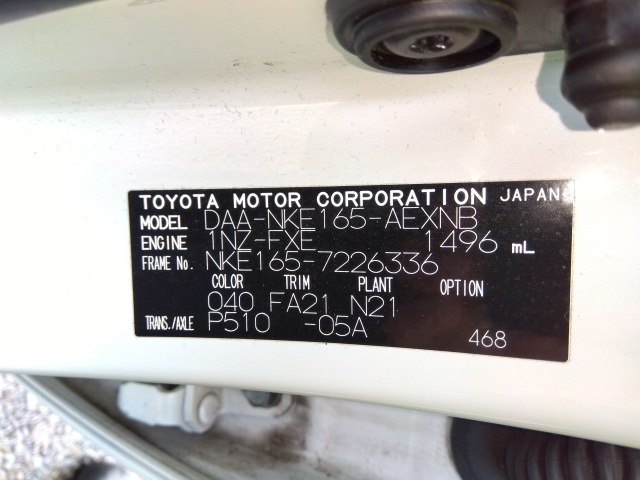 TOYOTA MOTOR CORPORATION JAPAN
MODEL DAA-NKE165-AEXNB
ENGINE 1NZ-FXE 1496 mL
FRAME No. NKE165-7226336
COLOR TRIM PLANT OPTION
040 FA21 N21
TRANS./AXLE P510 -05A
468